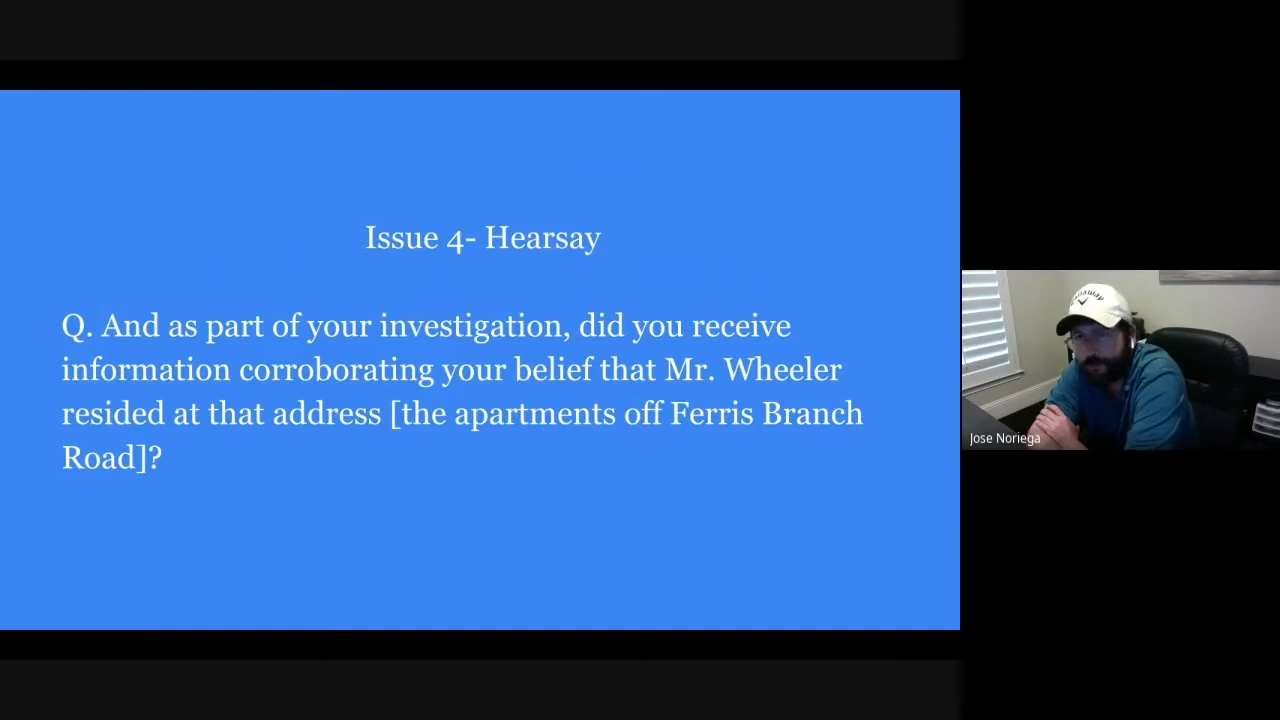 Issue 4- Hearsay
Q. And as part of your investigation, did you receive
information corroborating your belief that Mr. Wheeler
resided at that address [the apartments off Ferris Branch
Road]?
Callaway
Jose Noriega